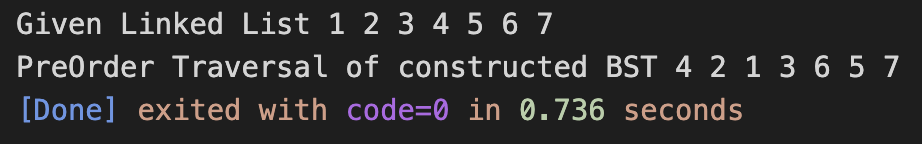 Given Linked List 1 2 3 4 5 6 7
PreOrder Traversal of constructed BST 4 2 1 3 6 5 7
[Done] exited with code=0 in 0.736 seconds